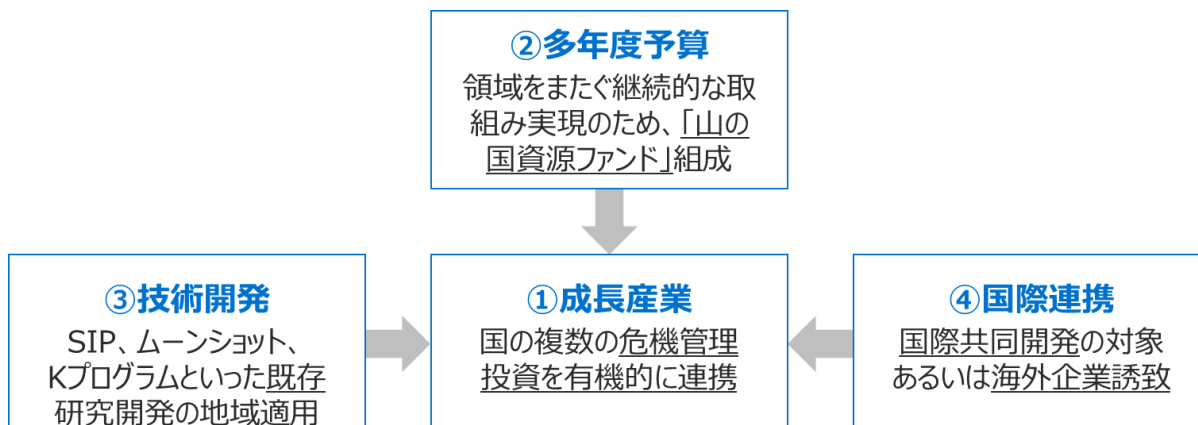 ②多年度予算
領域をまたぐ継続的な取
組み実現のため、「山の
国資源ファンド」組成
③技術開発
SIP、ムーンショット、
Kプログラムといった既存
研究開発の地域適用
①成長産業
国の複数の危機管理
投資を有機的に連携
④国際連携
国際共同開発の対象
あるいは海外企業誘致